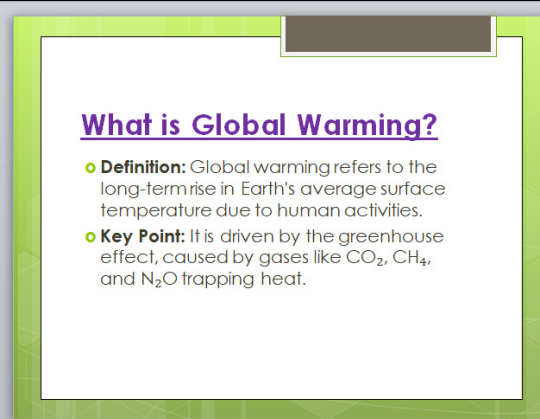 What is Global Warming?
Definition: Global warming refers to the
long-term rise in Earth's average surface
temperature due to human activities.
Key Point: It is driven by the greenhouse
effect, caused by gases like CO₂, CH₄,
and N₂O trapping heat.